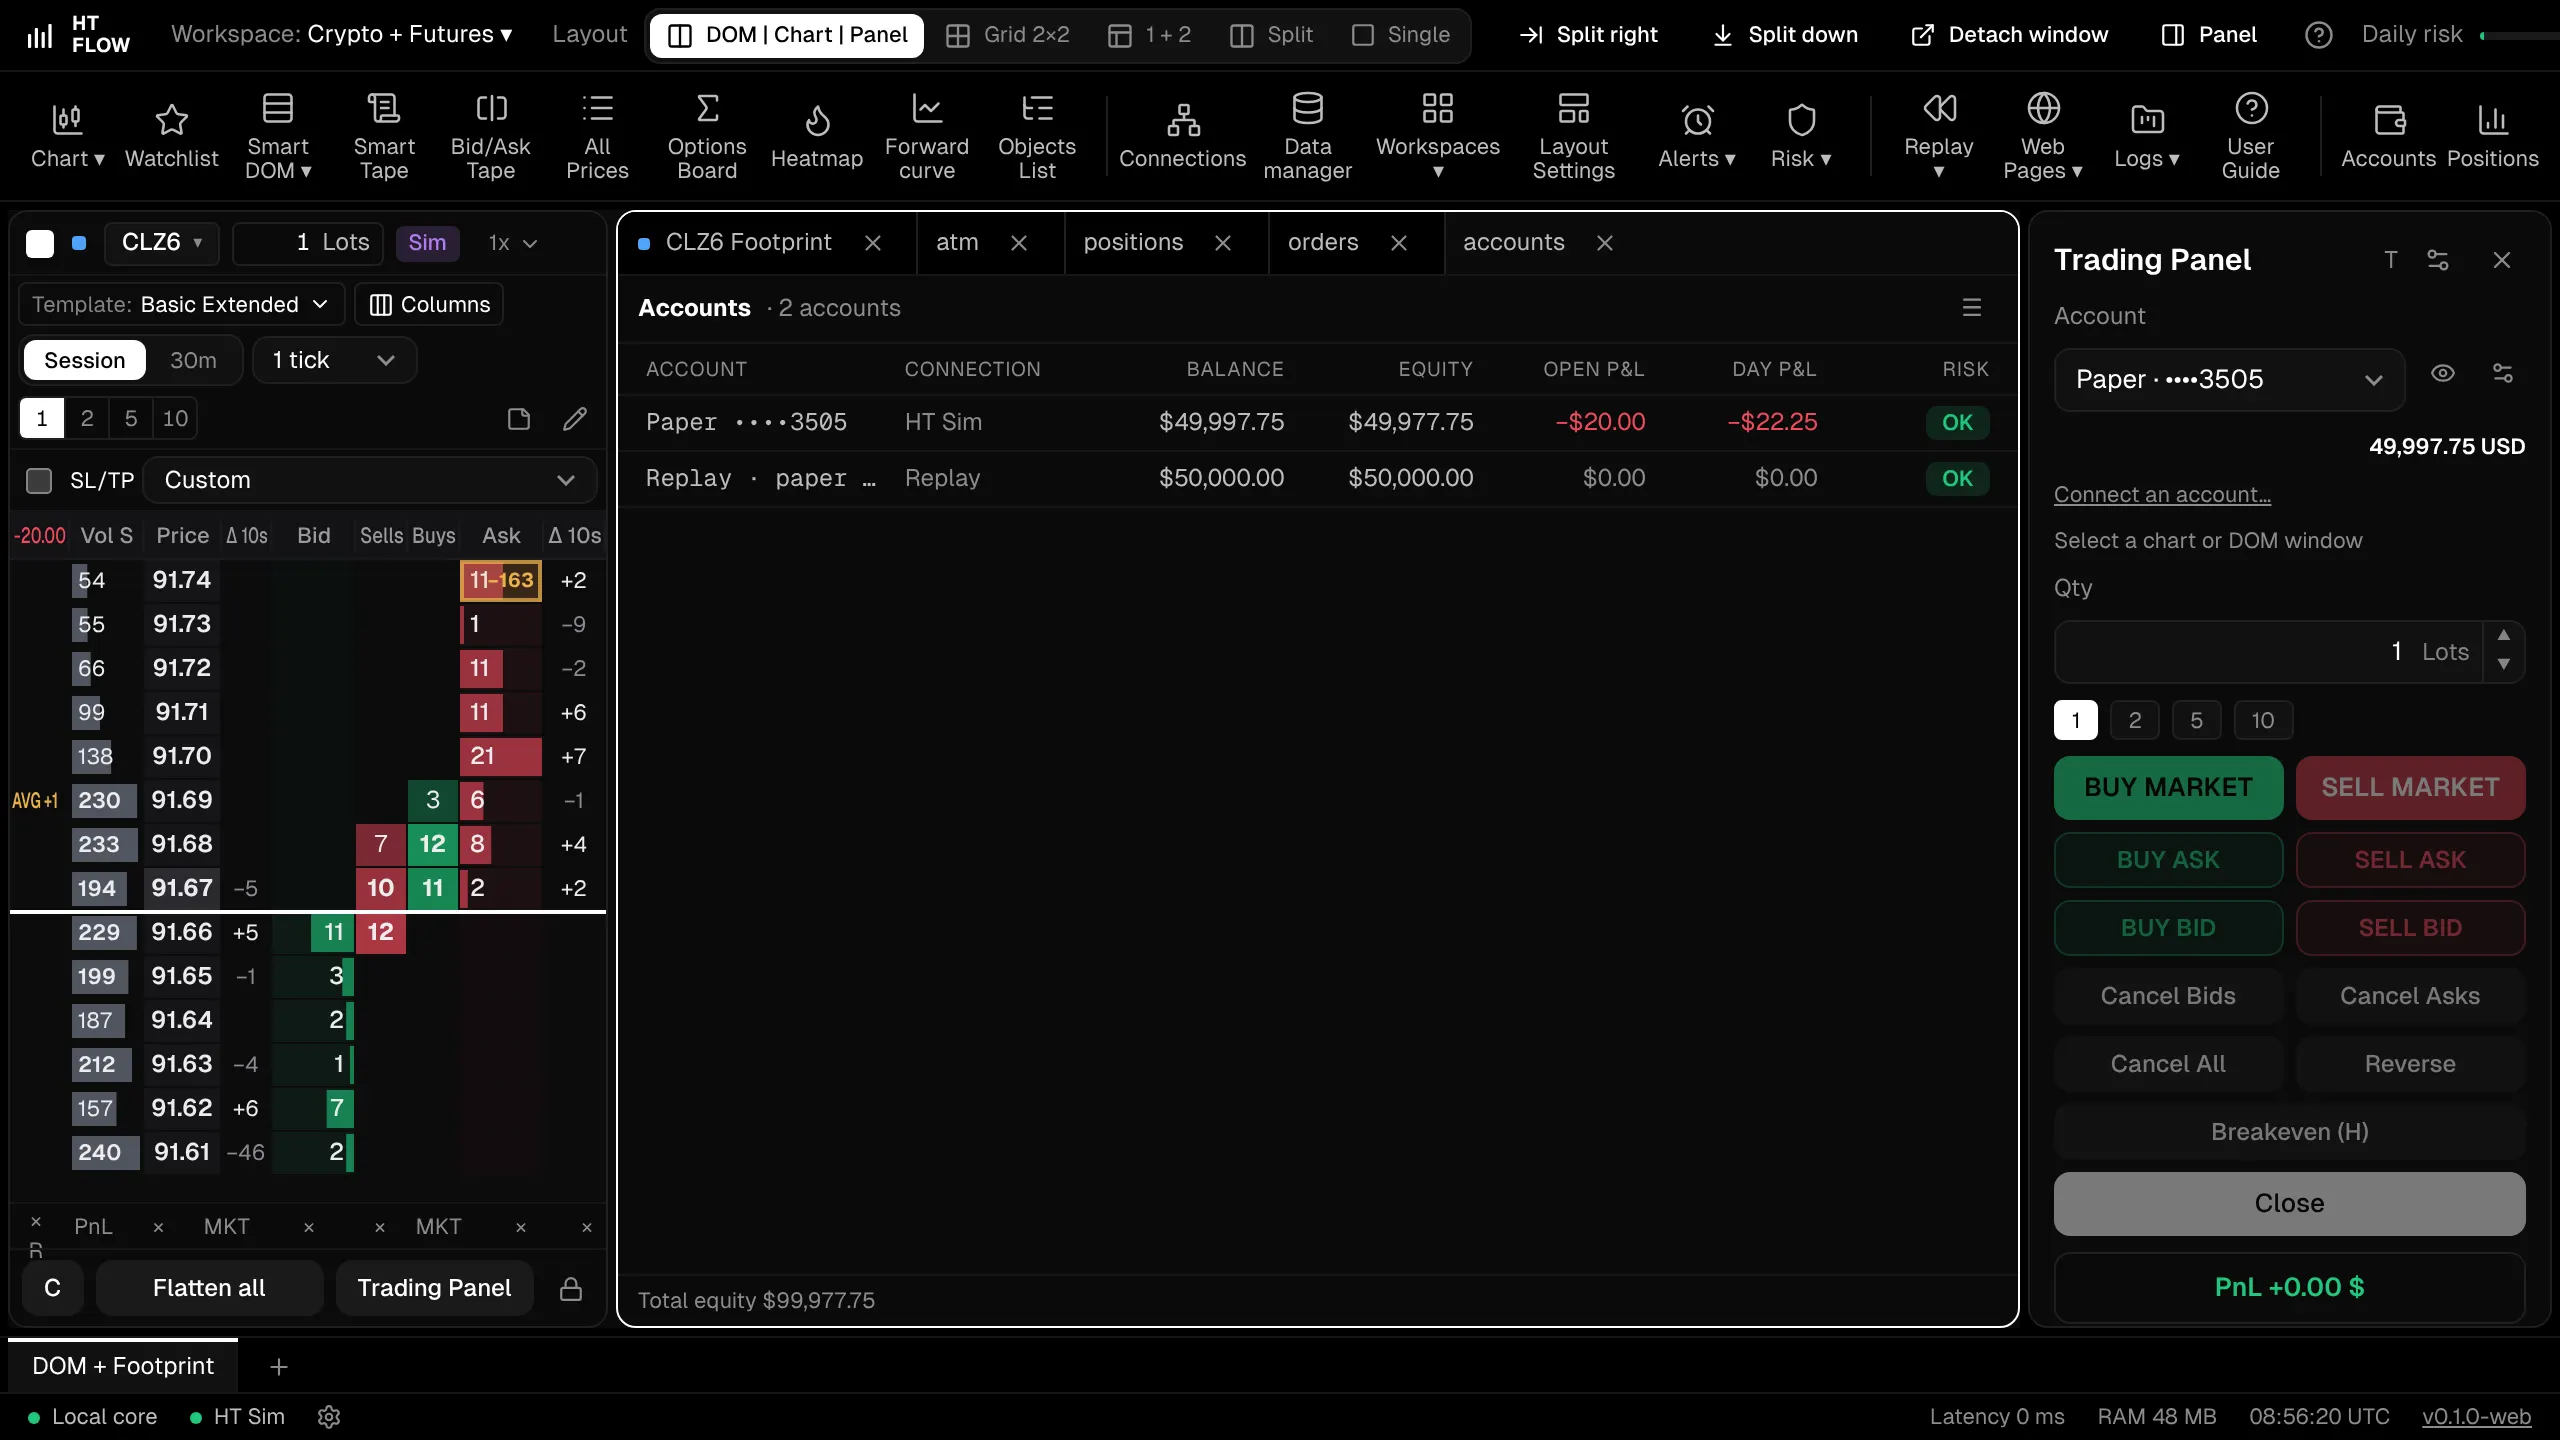 HT FLOW
Workspace: Crypto + Futures ▾
Layout
DOM | Chart | Panel
Grid 2×2
1 + 2
Split
Single
Split right
Split down
Detach window
Panel
Daily risk
Chart ▾
Watchlist
Smart DOM ▾
Smart Tape
Bid/Ask Tape
All Prices
Options Board
Heatmap
Forward curve
Objects List
Connections
Data manager
Workspaces ▾
Layout Settings
Alerts ▾
Risk ▾
Replay ▾
Web Pages ▾
Logs ▾
User Guide
Accounts
Positions
CLZ6 ▾ 1 Lots Sim 1x
Template: Basic Extended Columns
Session 30m 1 tick
1 2 5 10
SL/TP Custom
-20.00 Vol S Price Δ 10s Bid Sells Buys Ask Δ 10s
54 91.74 11 −163 +2
55 91.73 1 −9
66 91.72 11 −2
99 91.71 11 +6
138 91.70 21 +7
AVG +1 230 91.69 3 6 −1
233 91.68 7 12 8 +4
194 91.67 −5 10 11 2 +2
229 91.66 +5 11 12
199 91.65 −1 3
187 91.64 2
212 91.63 −4 1
157 91.62 +6 7
240 91.61 −46 2
× PnL × MKT × × MKT × ×
C Flatten all Trading Panel
CLZ6 Footprint × atm × positions × orders × accounts ×
Accounts · 2 accounts
ACCOUNT CONNECTION BALANCE EQUITY OPEN P&L DAY P&L RISK
Paper ••••3505 HT Sim $49,997.75 $49,977.75 −$20.00 −$22.25 OK
Replay · paper … Replay $50,000.00 $50,000.00 $0.00 $0.00 OK
Total equity $99,977.75
Trading Panel T
Account
Paper · ••••3505
49,997.75 USD
Connect an account…
Select a chart or DOM window
Qty
1 Lots
1 2 5 10
BUY MARKET SELL MARKET
BUY ASK SELL ASK
BUY BID SELL BID
Cancel Bids Cancel Asks
Cancel All Reverse
Breakeven (H)
Close
PnL +0.00 $
DOM + Footprint +
Local core HT Sim
Latency 0 ms RAM 48 MB 08:56:20 UTC v0.1.0-web